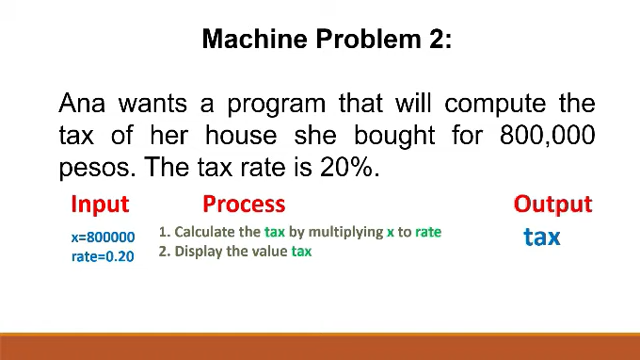 Machine Problem 2:
Ana wants a program that will compute the
tax of her house she bought for 800,000
pesos. The tax rate is 20%.
Input Process Output
x=800000 1. Calculate the tax by multiplying x to rate tax
rate=0.20 2. Display the value tax